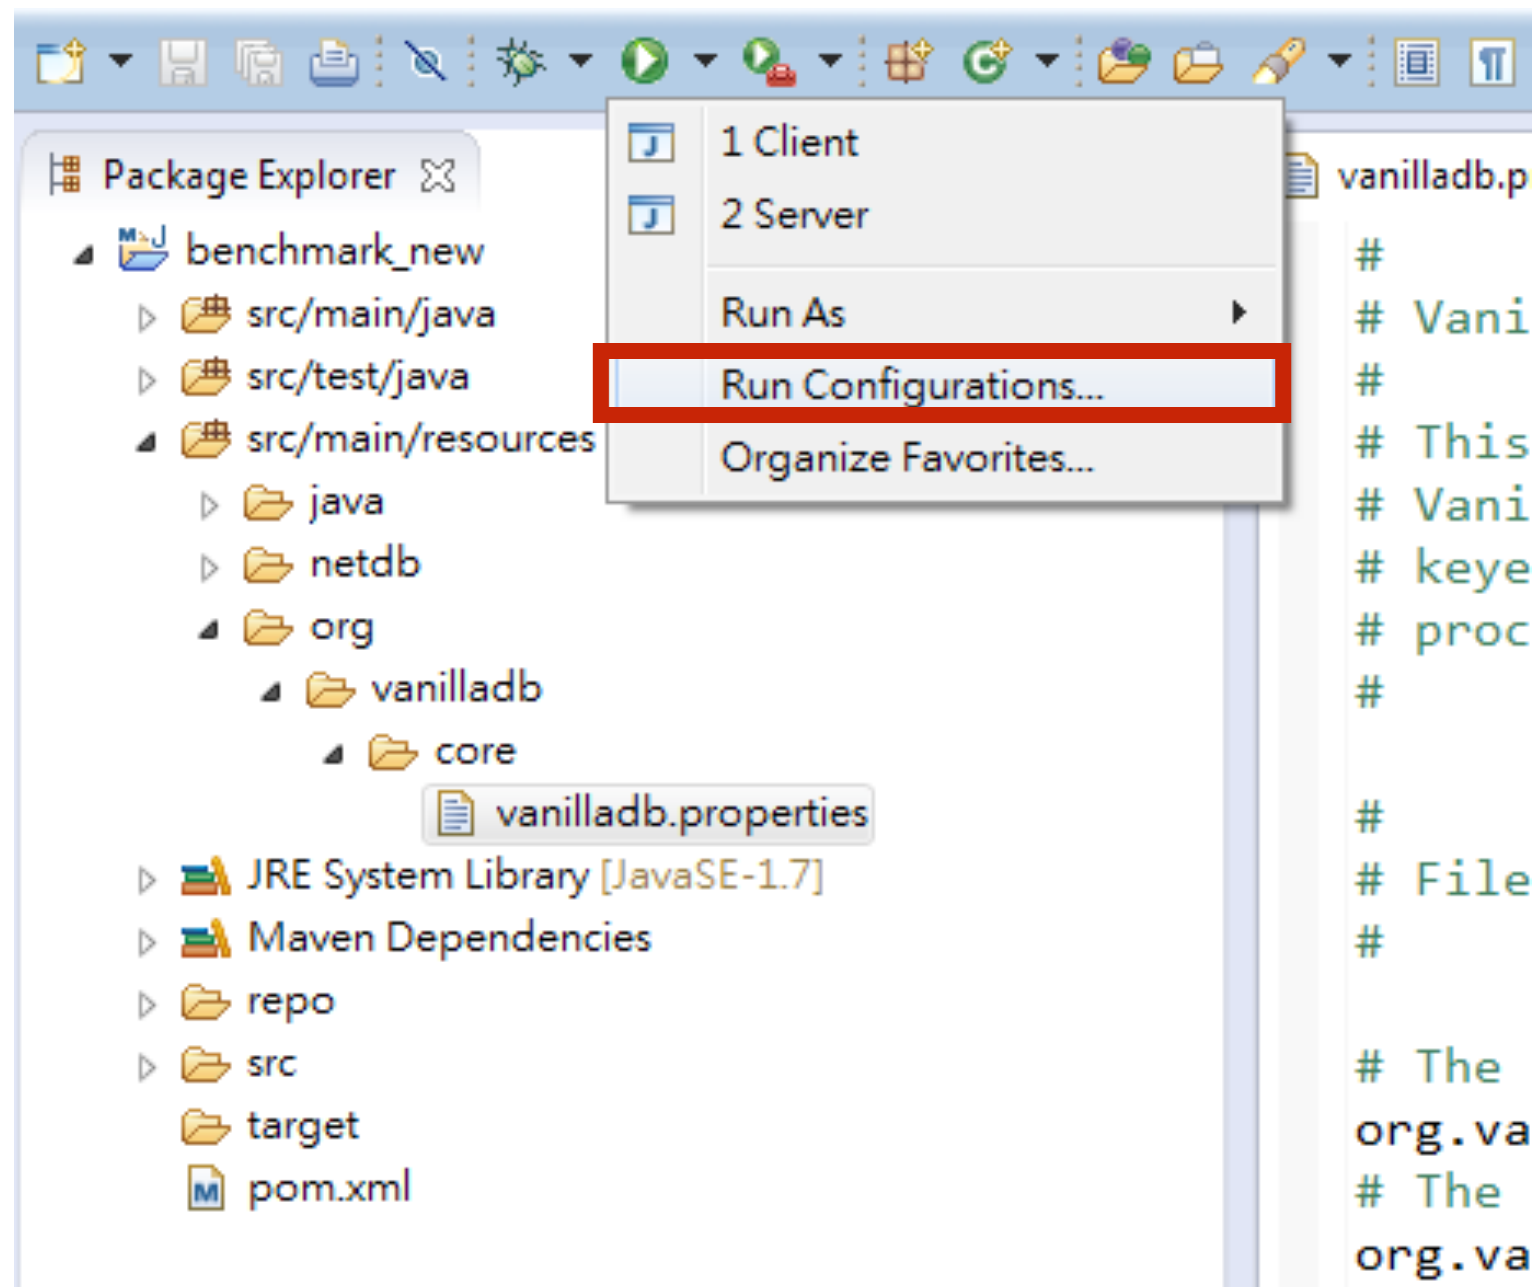 1 Client
2 Server
Run As
Run Configurations...
Organize Favorites...
Package Explorer
benchmark_new
src/main/java
src/test/java
src/main/resources
java
netdb
org
vanilladb
core
vanilladb.properties
JRE System Library [JavaSE-1.7]
Maven Dependencies
repo
src
target
pom.xml
vanilladb.p
#
# Vani
#
# This
# Vani
# keye
# proc
#
#
# File
#
# The
org.va
# The
org.va